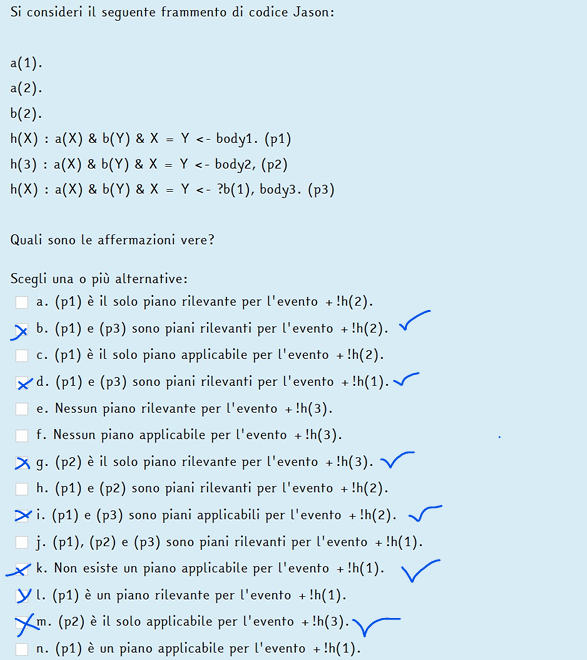 Si consideri il seguente frammento di codice Jason:
a(1).
a(2).
b(2).
h(X) : a(X) & b(Y) & X = Y <- body1. (p1)
h(3) : a(X) & b(Y) & X = Y <- body2, (p2)
h(X) : a(X) & b(Y) & X = Y <- ?b(1), body3. (p3)
Quali sono le affermazioni vere?
Scegli una o più alternative:
a. (p1) è il solo piano rilevante per l'evento +!h(2).
b. (p1) e (p3) sono piani rilevanti per l'evento +!h(2).
c. (p1) è il solo piano applicabile per l'evento +!h(2).
d. (p1) e (p3) sono piani rilevanti per l'evento +!h(1).
e. Nessun piano rilevante per l'evento +!h(3).
f. Nessun piano applicabile per l'evento +!h(3).
g. (p2) è il solo piano rilevante per l'evento +!h(3).
h. (p1) e (p2) sono piani rilevanti per l'evento +!h(2).
i. (p1) e (p3) sono piani applicabili per l'evento +!h(2).
j. (p1), (p2) e (p3) sono piani rilevanti per l'evento +!h(1).
k. Non esiste un piano applicabile per l'evento +!h(1).
l. (p1) è un piano rilevante per l'evento +!h(1).
m. (p2) è il solo applicabile per l'evento +!h(3).
n. (p1) è un piano applicabile per l'evento +!h(1).